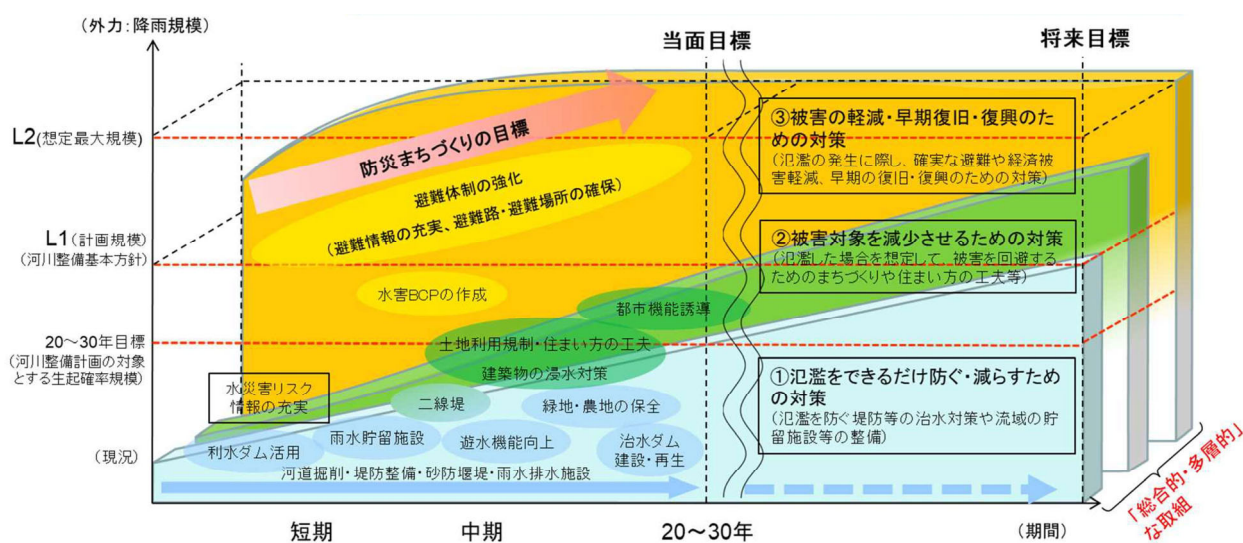 (外力：降雨規模)
当面目標
将来目標
L2(想定最大規模)
防災まちづくりの目標
③被害の軽減・早期復旧・復興のた
めの対策
(氾濫の発生に際し、確実な避難や経済被
害軽減、早期の復旧・復興のための対策)
避難体制の強化
(避難情報の充実、避難路・避難場所の確保)
L1(計画規模)
(河川整備基本方針)
②被害対象を減少させるための対策
(氾濫した場合を想定して、被害を回避する
ためのまちづくりや住まい方の工夫等)
水害BCPの作成
都市機能誘導
20～30年目標
(河川整備計画の対象
とする生起確率規模)
土地利用規制・住まい方の工夫
建築物の浸水対策
①氾濫をできるだけ防ぐ・減らすため
の対策
(氾濫を防ぐ堤防等の治水対策や流域の貯
留施設等の整備)
水災害リスク
情報の充実
二線堤
緑地・農地の保全
(現況)
利水ダム活用
雨水貯留施設
遊水機能向上
治水ダム
建設・再生
河道掘削・堤防整備・砂防堰堤・雨水排水施設
「総合的・多層的」
な取組
短期
中期
20～30年
(期間)